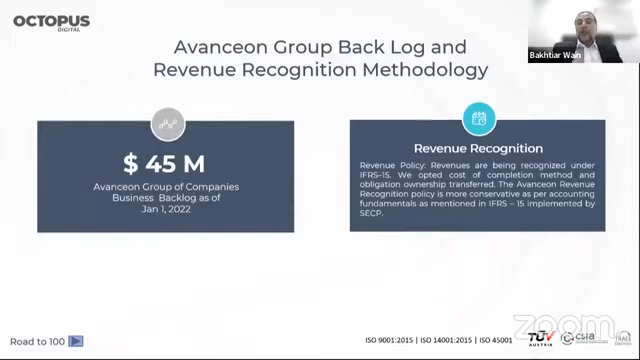 OCTOPUS
DIGITAL
Avanceon Group Back Log and
Revenue Recognition Methodology
Bakhtiar Wain
$ 45 M
Avanceon Group of Companies
Business Backlog as of
Jan 1, 2022
Revenue Recognition
Revenue Policy: Revenues are being recognized under
IFRS-15. We opted cost of completion method and
obligation ownership transferred. The Avanceon Revenue
Recognition policy is more conservative as per accounting
fundamentals as mentioned in IFRS – 15 implemented by
SECP.
Road to 100
ISO 9001:2015 | ISO 14001:2015 | ISO 45001
TÜV
AUSTRIA
csia
TRACE
zoom